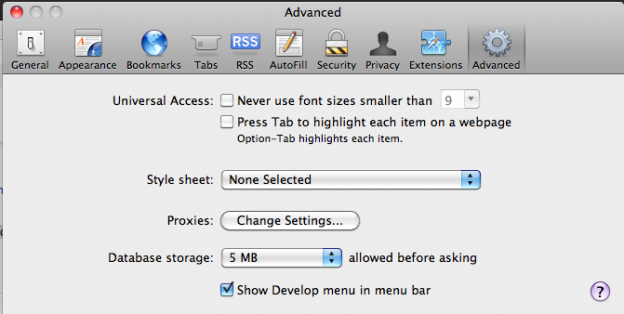 Advanced
General Appearance Bookmarks Tabs RSS AutoFill Security Privacy Extensions Advanced
RSS
Universal Access: Never use font sizes smaller than 9
Press Tab to highlight each item on a webpage
Option-Tab highlights each item.
Style sheet: None Selected
Proxies: Change Settings...
Database storage: 5 MB allowed before asking
Show Develop menu in menu bar
?